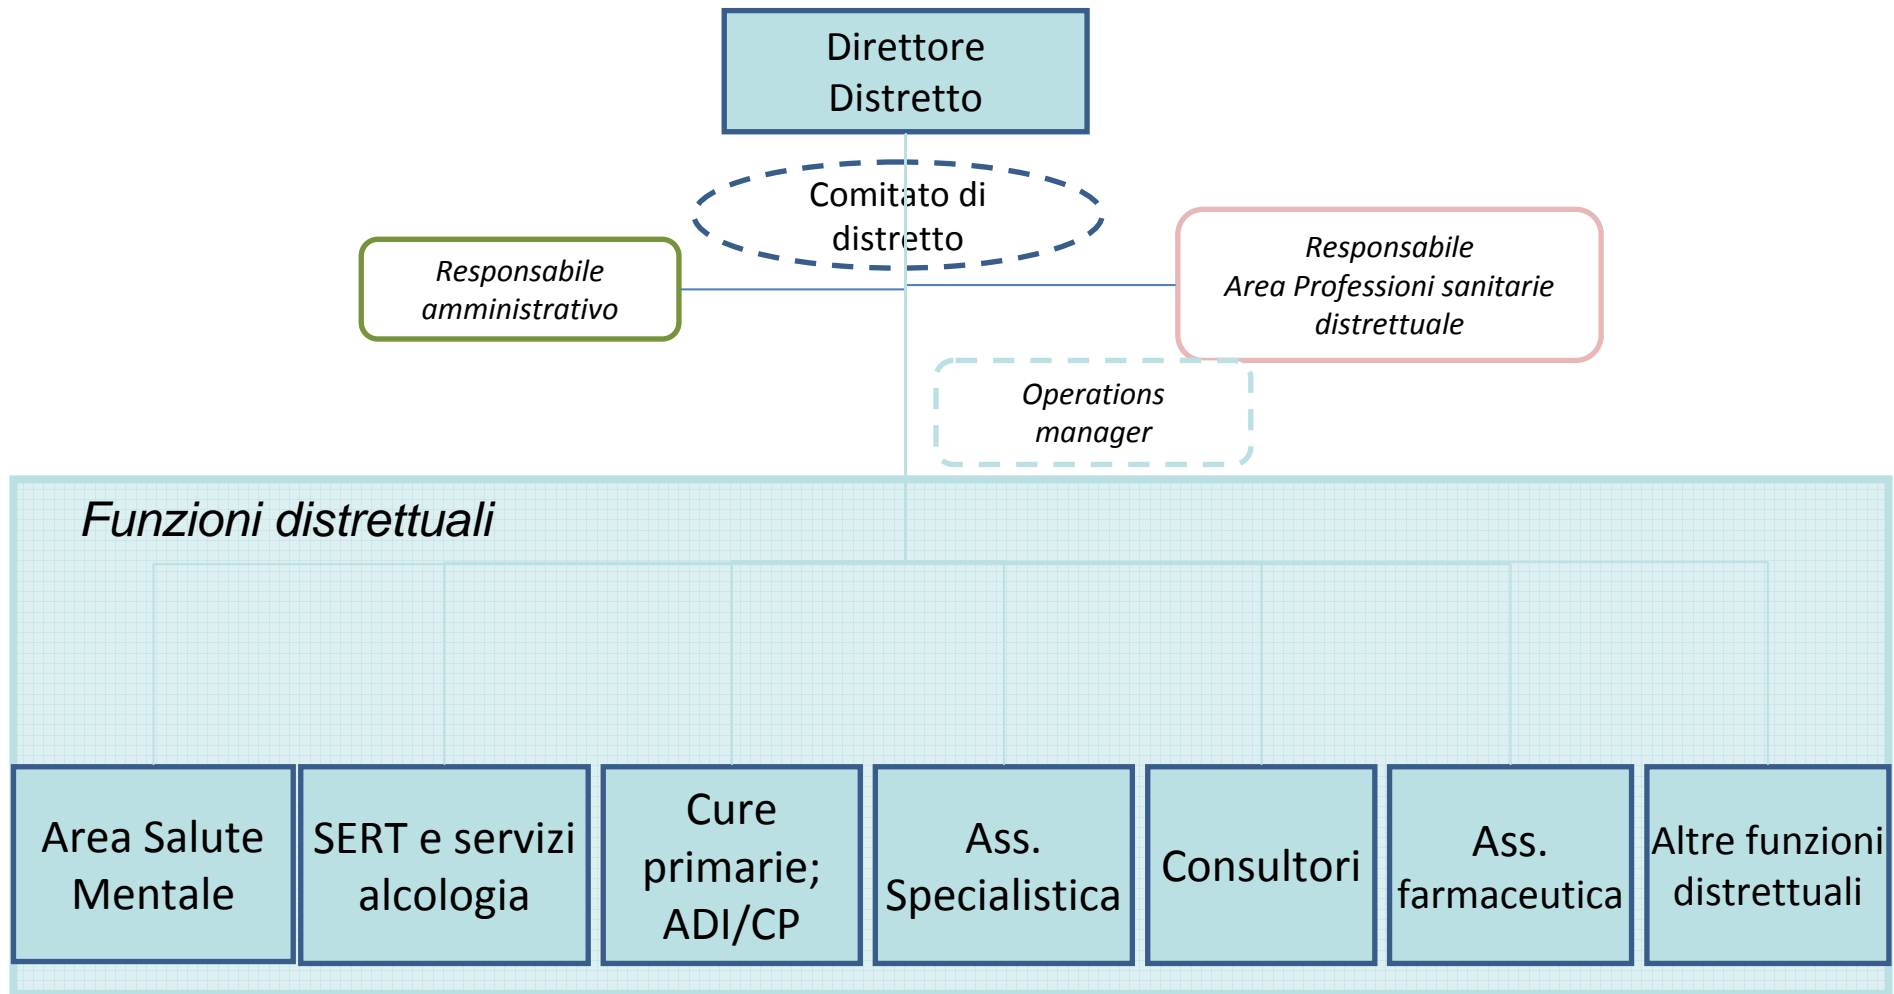 Direttore
Distretto
Comitato di
distretto
Responsabile
amministrativo
Responsabile
Area Professioni sanitarie
distrettuale
Operations
manager
Funzioni distrettuali
Area Salute
Mentale
SERT e servizi
alcologia
Cure
primarie;
ADI/CP
Ass.
Specialistica
Consultori
Ass.
farmaceutica
Altre funzioni
distrettuali